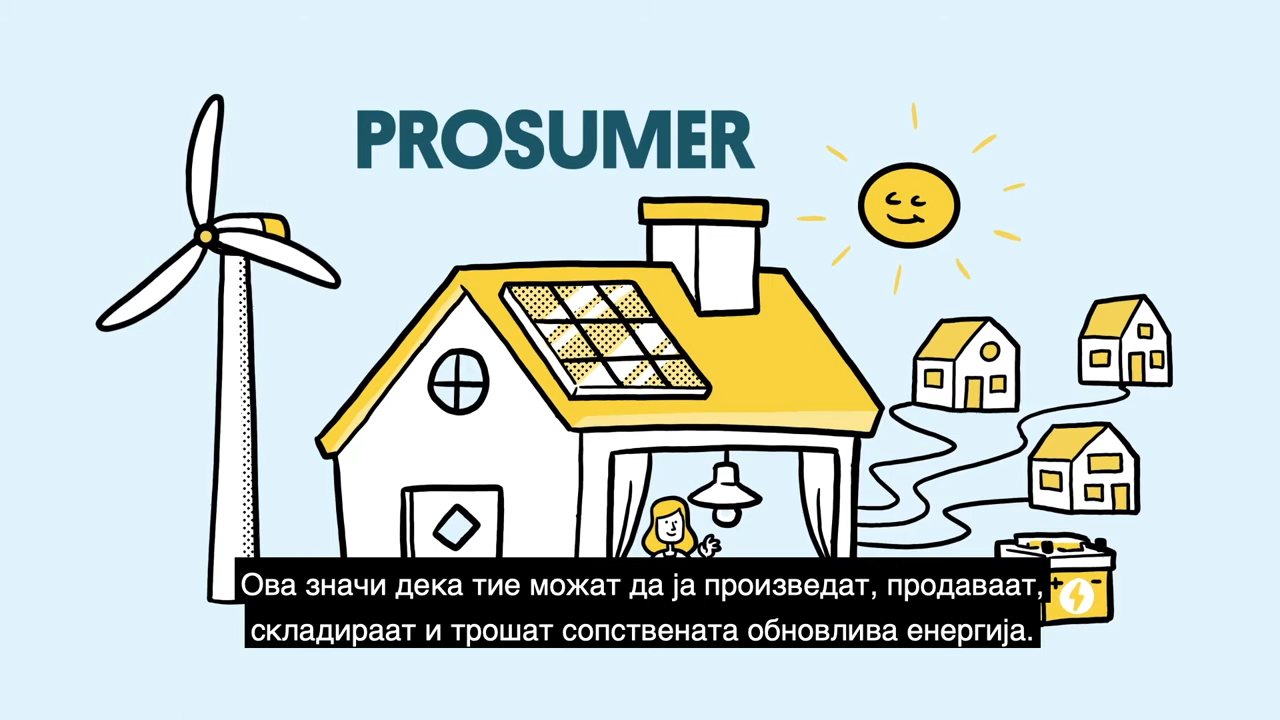 PROSUMER
Ова значи дека тие можат да ја произведат, продаваат,
складираат и трошат сопствената обновлива енергија.